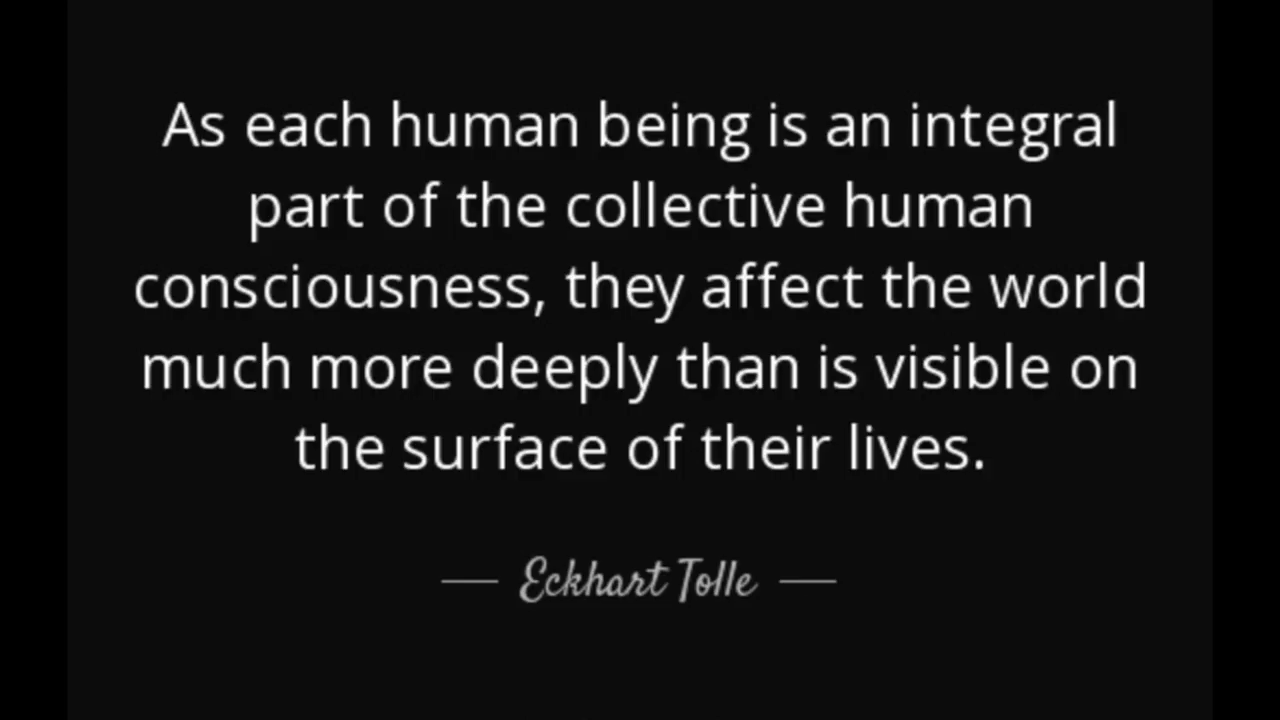 As each human being is an integral
part of the collective human
consciousness, they affect the world
much more deeply than is visible on
the surface of their lives.
— Eckhart Tolle —